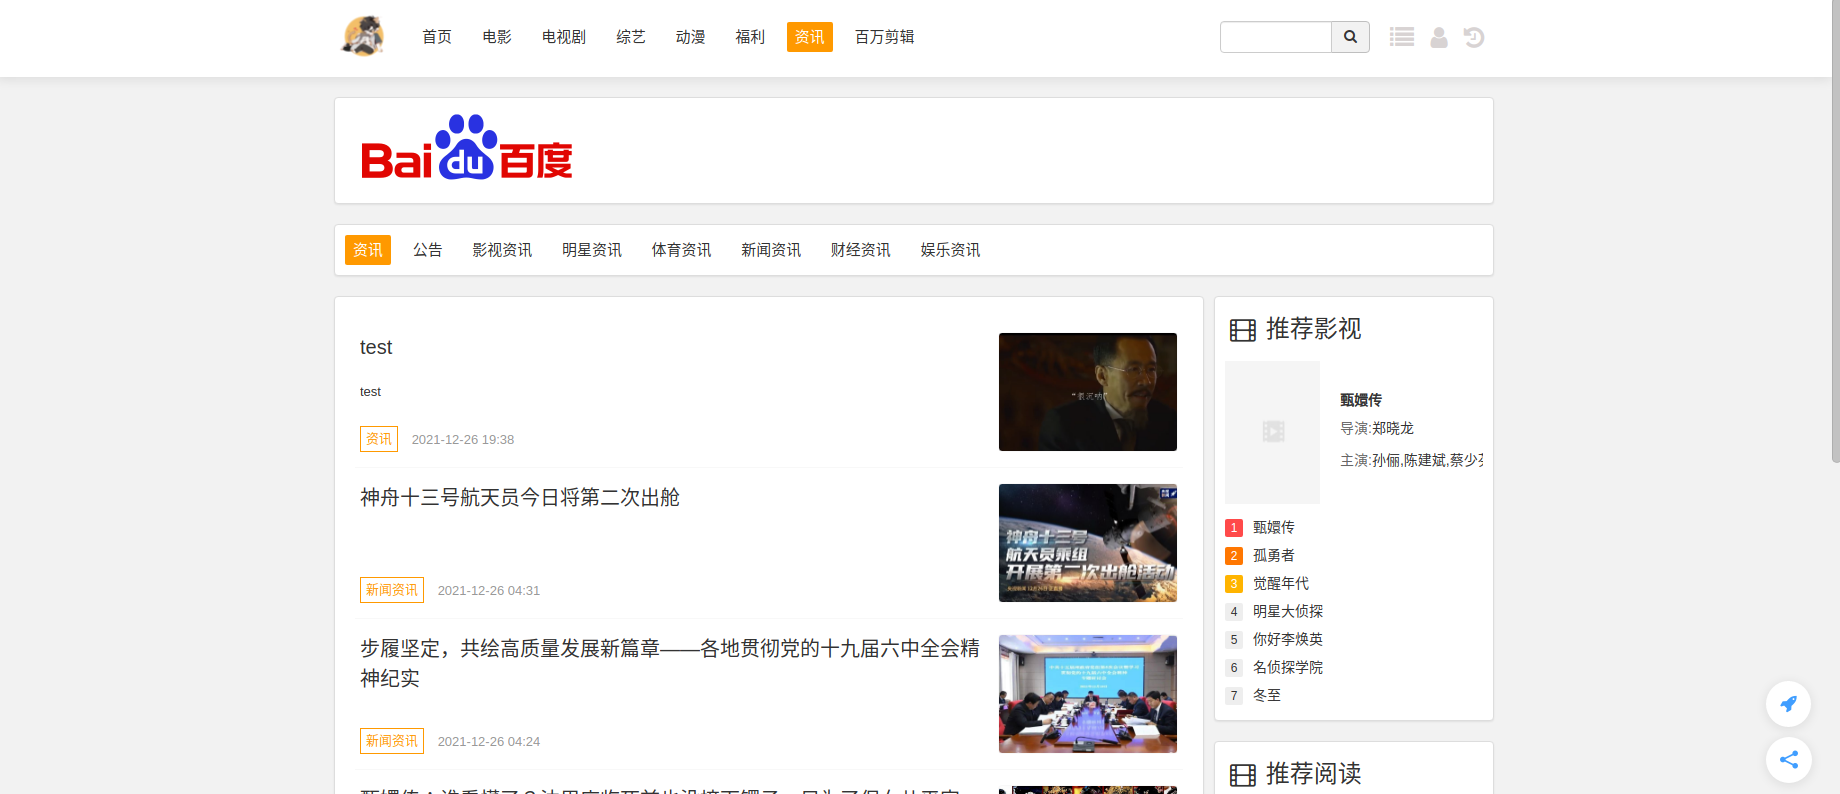 首页 电影 电视剧 综艺 动漫 福利 资讯 百万剪辑
Bai du 百度
资讯 公告 影视资讯 明星资讯 体育资讯 新闻资讯 财经资讯 娱乐资讯
test
test
资讯 2021-12-26 19:38
神舟十三号航天员今日将第二次出舱
神舟十三号
航天员乘组
开展第二次出舱活动
新闻资讯 2021-12-26 04:31
步履坚定，共绘高质量发展新篇章——各地贯彻党的十九届六中全会精
神纪实
新闻资讯 2021-12-26 04:24
推荐影视
甄嬛传
导演:郑晓龙
主演:孙俪,陈建斌,蔡少
1 甄嬛传
2 孤勇者
3 觉醒年代
4 明星大侦探
5 你好李焕英
6 名侦探学院
7 冬至
推荐阅读